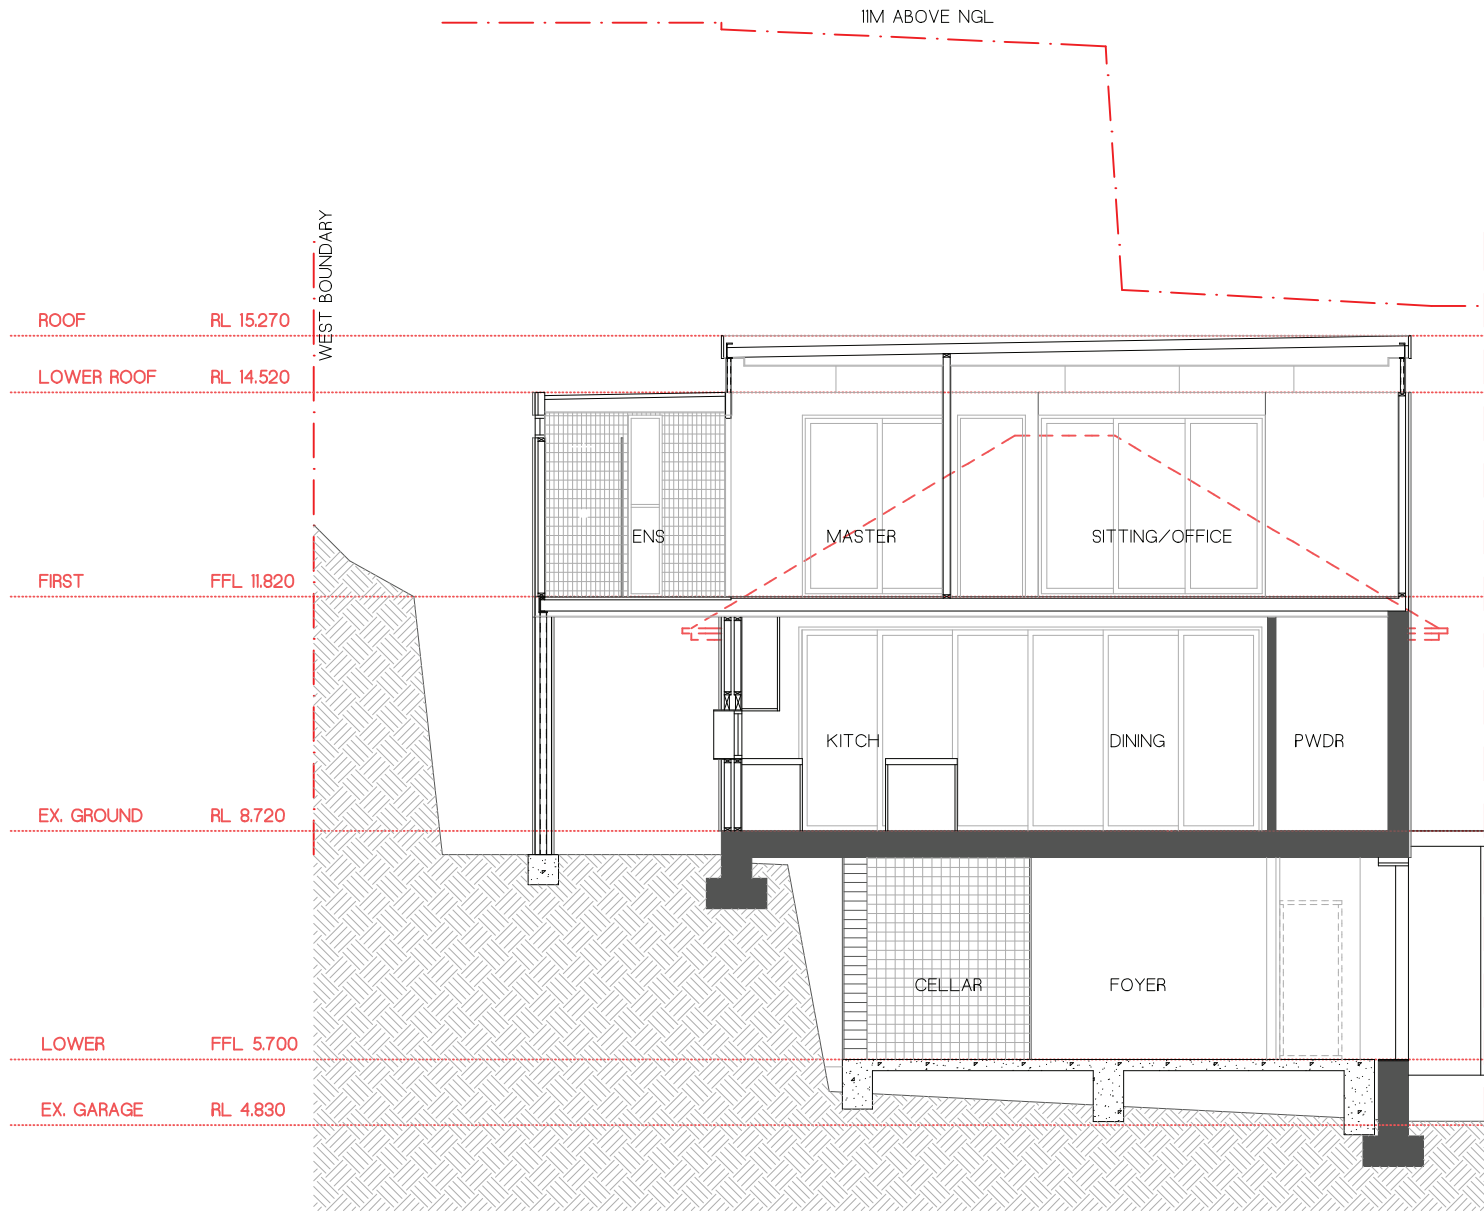 11M ABOVE NGL
WEST BOUNDARY
ROOF RL 15.270
LOWER ROOF RL 14.520
ENS MASTER SITTING/OFFICE
FIRST FFL 11.820
KITCH DINING PWDR
EX. GROUND RL 8.720
CELLAR FOYER
LOWER FFL 5.700
EX. GARAGE RL 4.830